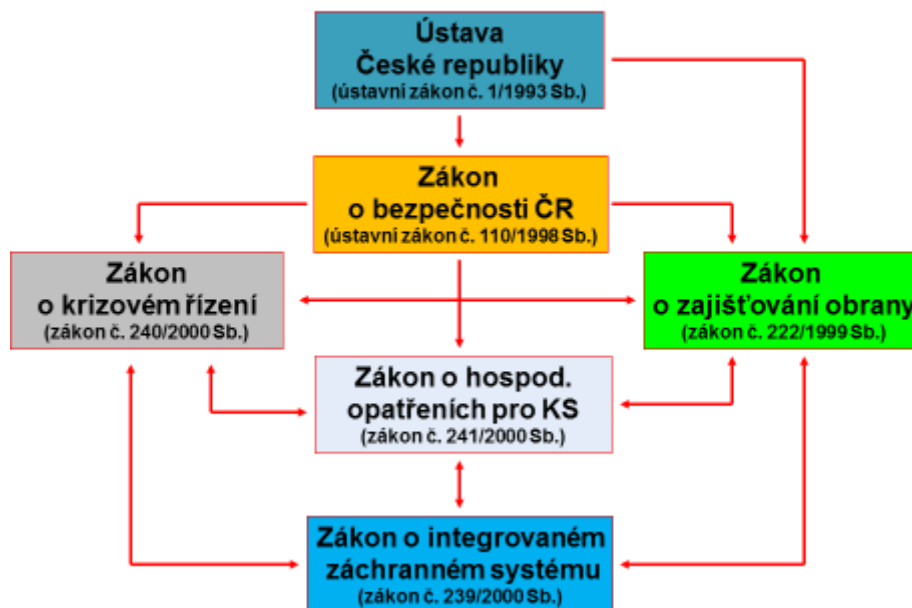 Ústava
České republiky
(ústavní zákon č. 1/1993 Sb.)
Zákon
o bezpečnosti ČR
(ústavní zákon č. 110/1998 Sb.)
Zákon
o krizovém řízení
(zákon č. 240/2000 Sb.)
Zákon
o zajišťování obrany
(zákon č. 222/1999 Sb.)
Zákon o hospod.
opatřeních pro KS
(zákon č. 241/2000 Sb.)
Zákon o integrovaném
záchranném systému
(zákon č. 239/2000 Sb.)